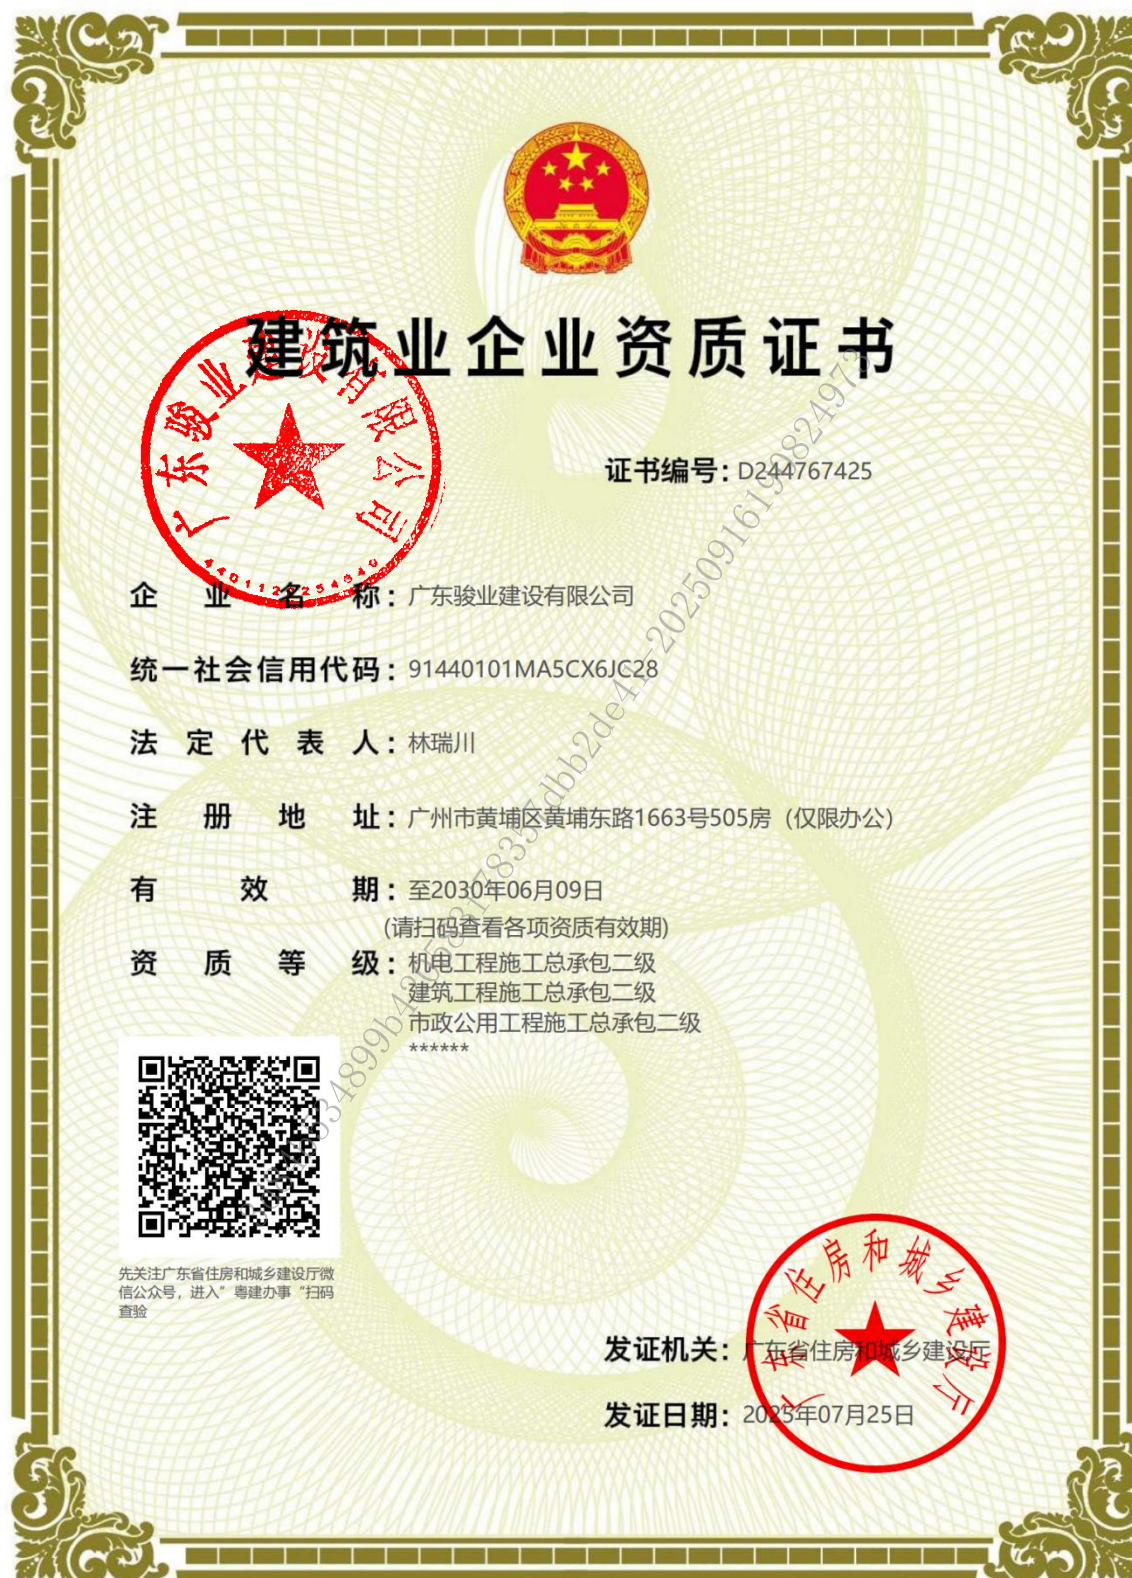 建筑业企业资质证书
广东骏业建设有限公司
证书编号：D244767425
企业名称：广东骏业建设有限公司
统一社会信用代码：91440101MA5CX6JC28
法定代表人：林瑞川
注册地址：广州市黄埔区黄埔东路1663号505房（仅限办公）
有效期：至2030年06月09日
(请扫码查看各项资质有效期)
资质等级：机电工程施工总承包二级
建筑工程施工总承包二级
市政公用工程施工总承包二级
******
先关注广东省住房和城乡建设厅微
信公众号，进入”粤建办事“扫码
查验
广东省住房和城乡建设厅
发证机关：广东省住房和城乡建设厅
发证日期：2025年07月25日